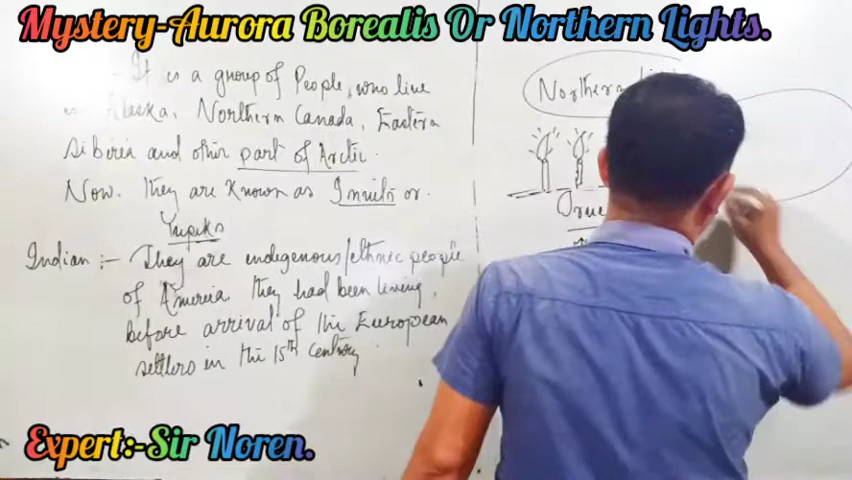 Mystery-Aurora Borealis Or Northern Lights.
It is a group of People, who live
Alaska, Northern Canada, Eastern
Siberia and other part of Arctic.
Now. They are known as Inuits or.
Yupiks
Indian :- They are endigenous/ethnic people
of America. They had been living,
before arrival of the European
settlers in the 15th century
Northern
Expert:-Sir Noren.